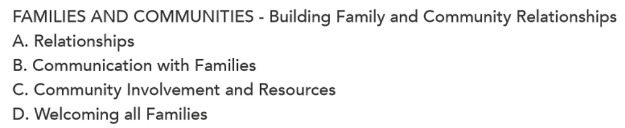 FAMILIES AND COMMUNITIES - Building Family and Community Relationships
A. Relationships
B. Communication with Families
C. Community Involvement and Resources
D. Welcoming all Families